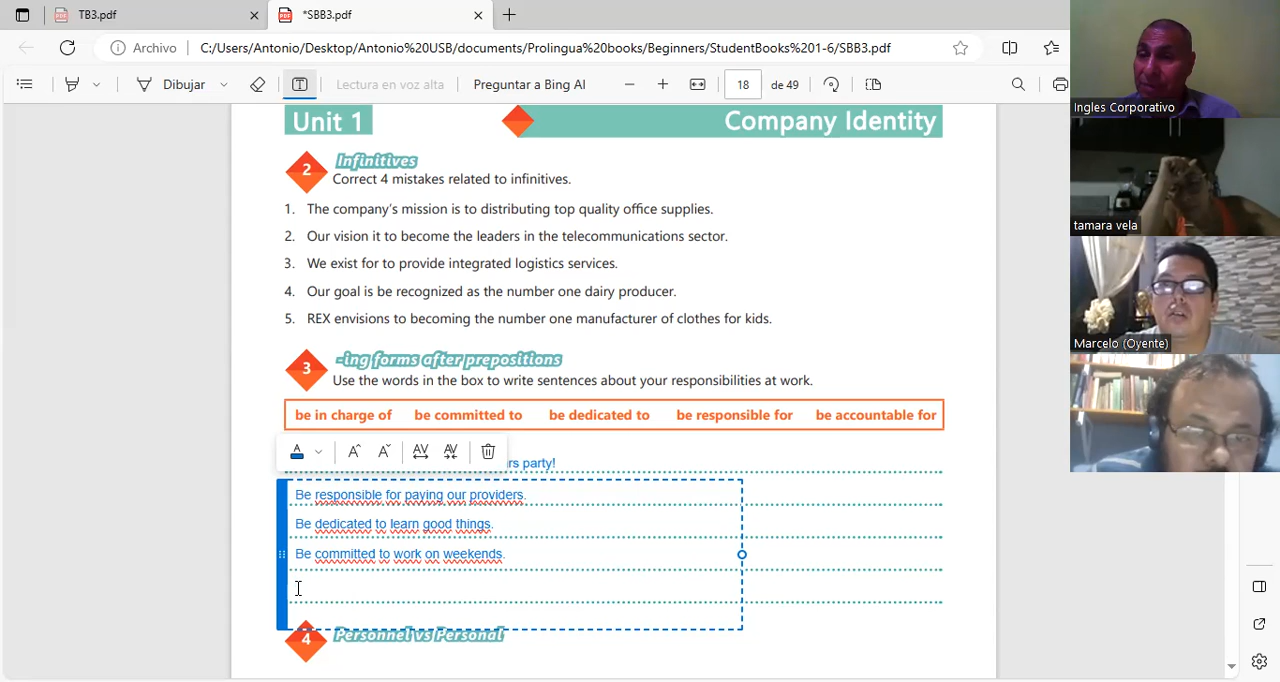 TB3.pdf
*SBB3.pdf
Archivo
C:/Users/Antonio/Desktop/Antonio%20USB/documents/Prolingua%20books/Beginners/StudentBooks%201-6/SBB3.pdf
Dibujar
Lectura en voz alta
Preguntar a Bing AI
18
de 49
Ingles Corporativo
tamara vela
Marcelo (Oyente)
Unit 1
Company Identity
2
Infinitives
Correct 4 mistakes related to infinitives.
1. The company's mission is to distributing top quality office supplies.
2. Our vision it to become the leaders in the telecommunications sector.
3. We exist for to provide integrated logistics services.
4. Our goal is be recognized as the number one dairy producer.
5. REX envisions to becoming the number one manufacturer of clothes for kids.
3
-ing forms after prepositions
Use the words in the box to write sentences about your responsibilities at work.
be in charge of be committed to be dedicated to be responsible for be accountable for
party!
Be responsible for paying our providers.
Be dedicated to learn good things.
Be committed to work on weekends.
4
Personnel vs Personal